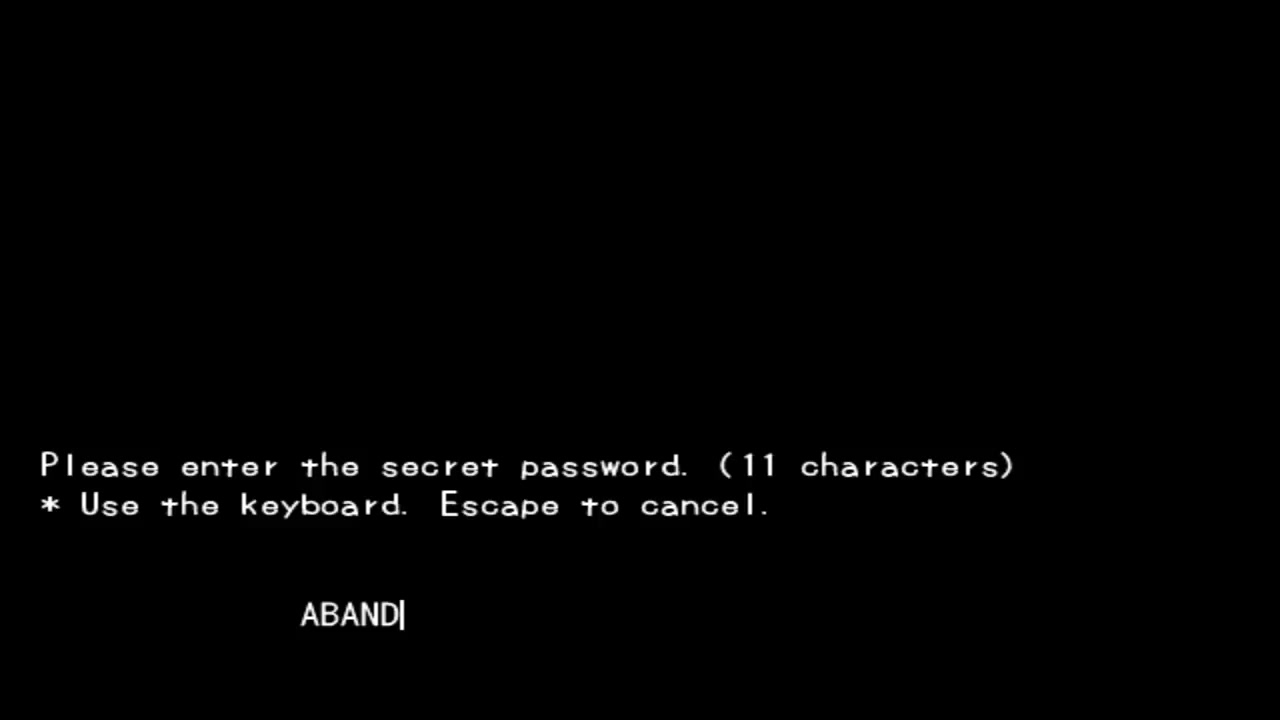 Please enter the secret password. (11 characters)
* Use the keyboard. Escape to cancel.
ABAND